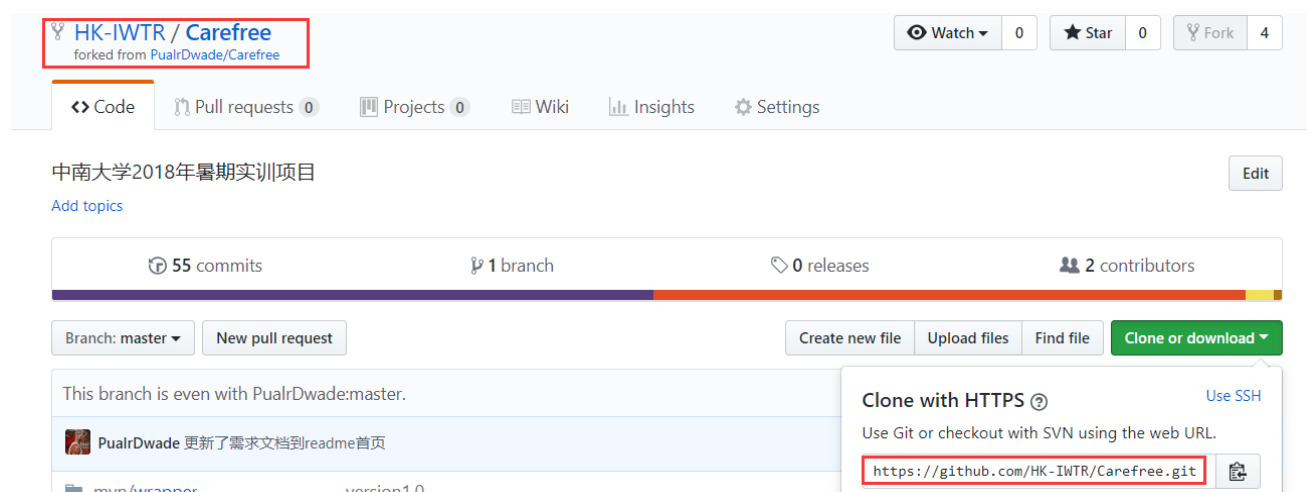 HK-IWTR / Carefree
forked from PualrDwade/Carefree
Watch 0 Star 0 Fork 4
Code Pull requests 0 Projects 0 Wiki Insights Settings
中南大学2018年暑期实训项目 Edit
Add topics
55 commits 1 branch 0 releases 2 contributors
Branch: master New pull request Create new file Upload files Find file Clone or download
This branch is even with PualrDwade:master.
Clone with HTTPS Use SSH
Use Git or checkout with SVN using the web URL.
PualrDwade 更新了需求文档到readme首页
https://github.com/HK-IWTR/Carefree.git
mvn/wrapper version1.0